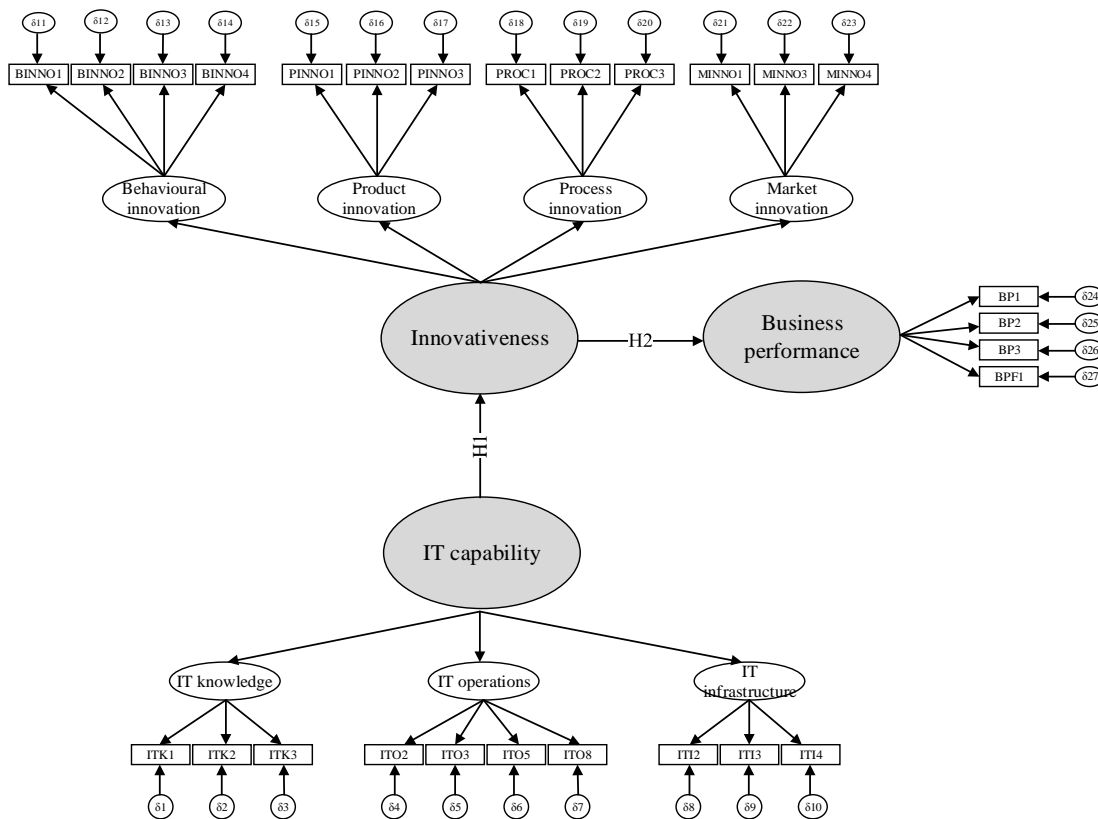 δ11 δ12 δ13 δ14 δ15 δ16 δ17 δ18 δ19 δ20 δ21 δ22 δ23
BINNO1 BINNO2 BINNO3 BINNO4 PINNO1 PINNO2 PINNO3 PROC1 PROC2 PROC3 MINNO1 MINNO3 MINNO4
Behavioural
innovation
Product
innovation
Process
innovation
Market
innovation
Innovativeness
H2
Business
performance
BP1 δ24
BP2 δ25
BP3 δ26
BPF1 δ27
H1
IT capability
IT knowledge
IT operations
IT
infrastructure
ITK1 ITK2 ITK3 ITO2 ITO3 ITO5 ITO8 ITI2 ITI3 ITI4
δ1 δ2 δ3 δ4 δ5 δ6 δ7 δ8 δ9 δ10